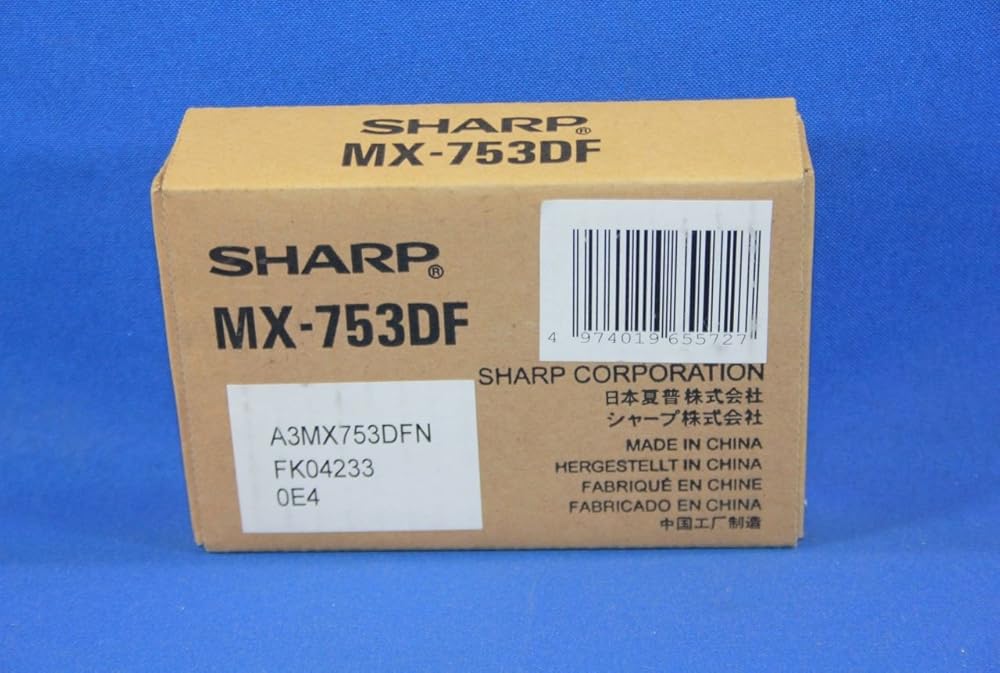 SHARP®
MX-753DF
SHARP®
MX-753DF
4 974019 655727
SHARP CORPORATION
日本夏普株式会社
シャープ株式会社
A3MX753DFN
FK04233
0E4
MADE IN CHINA
HERGESTELLT IN CHINA
FABRIQUÉ EN CHINE
FABRICADO EN CHINA
中国工厂制造